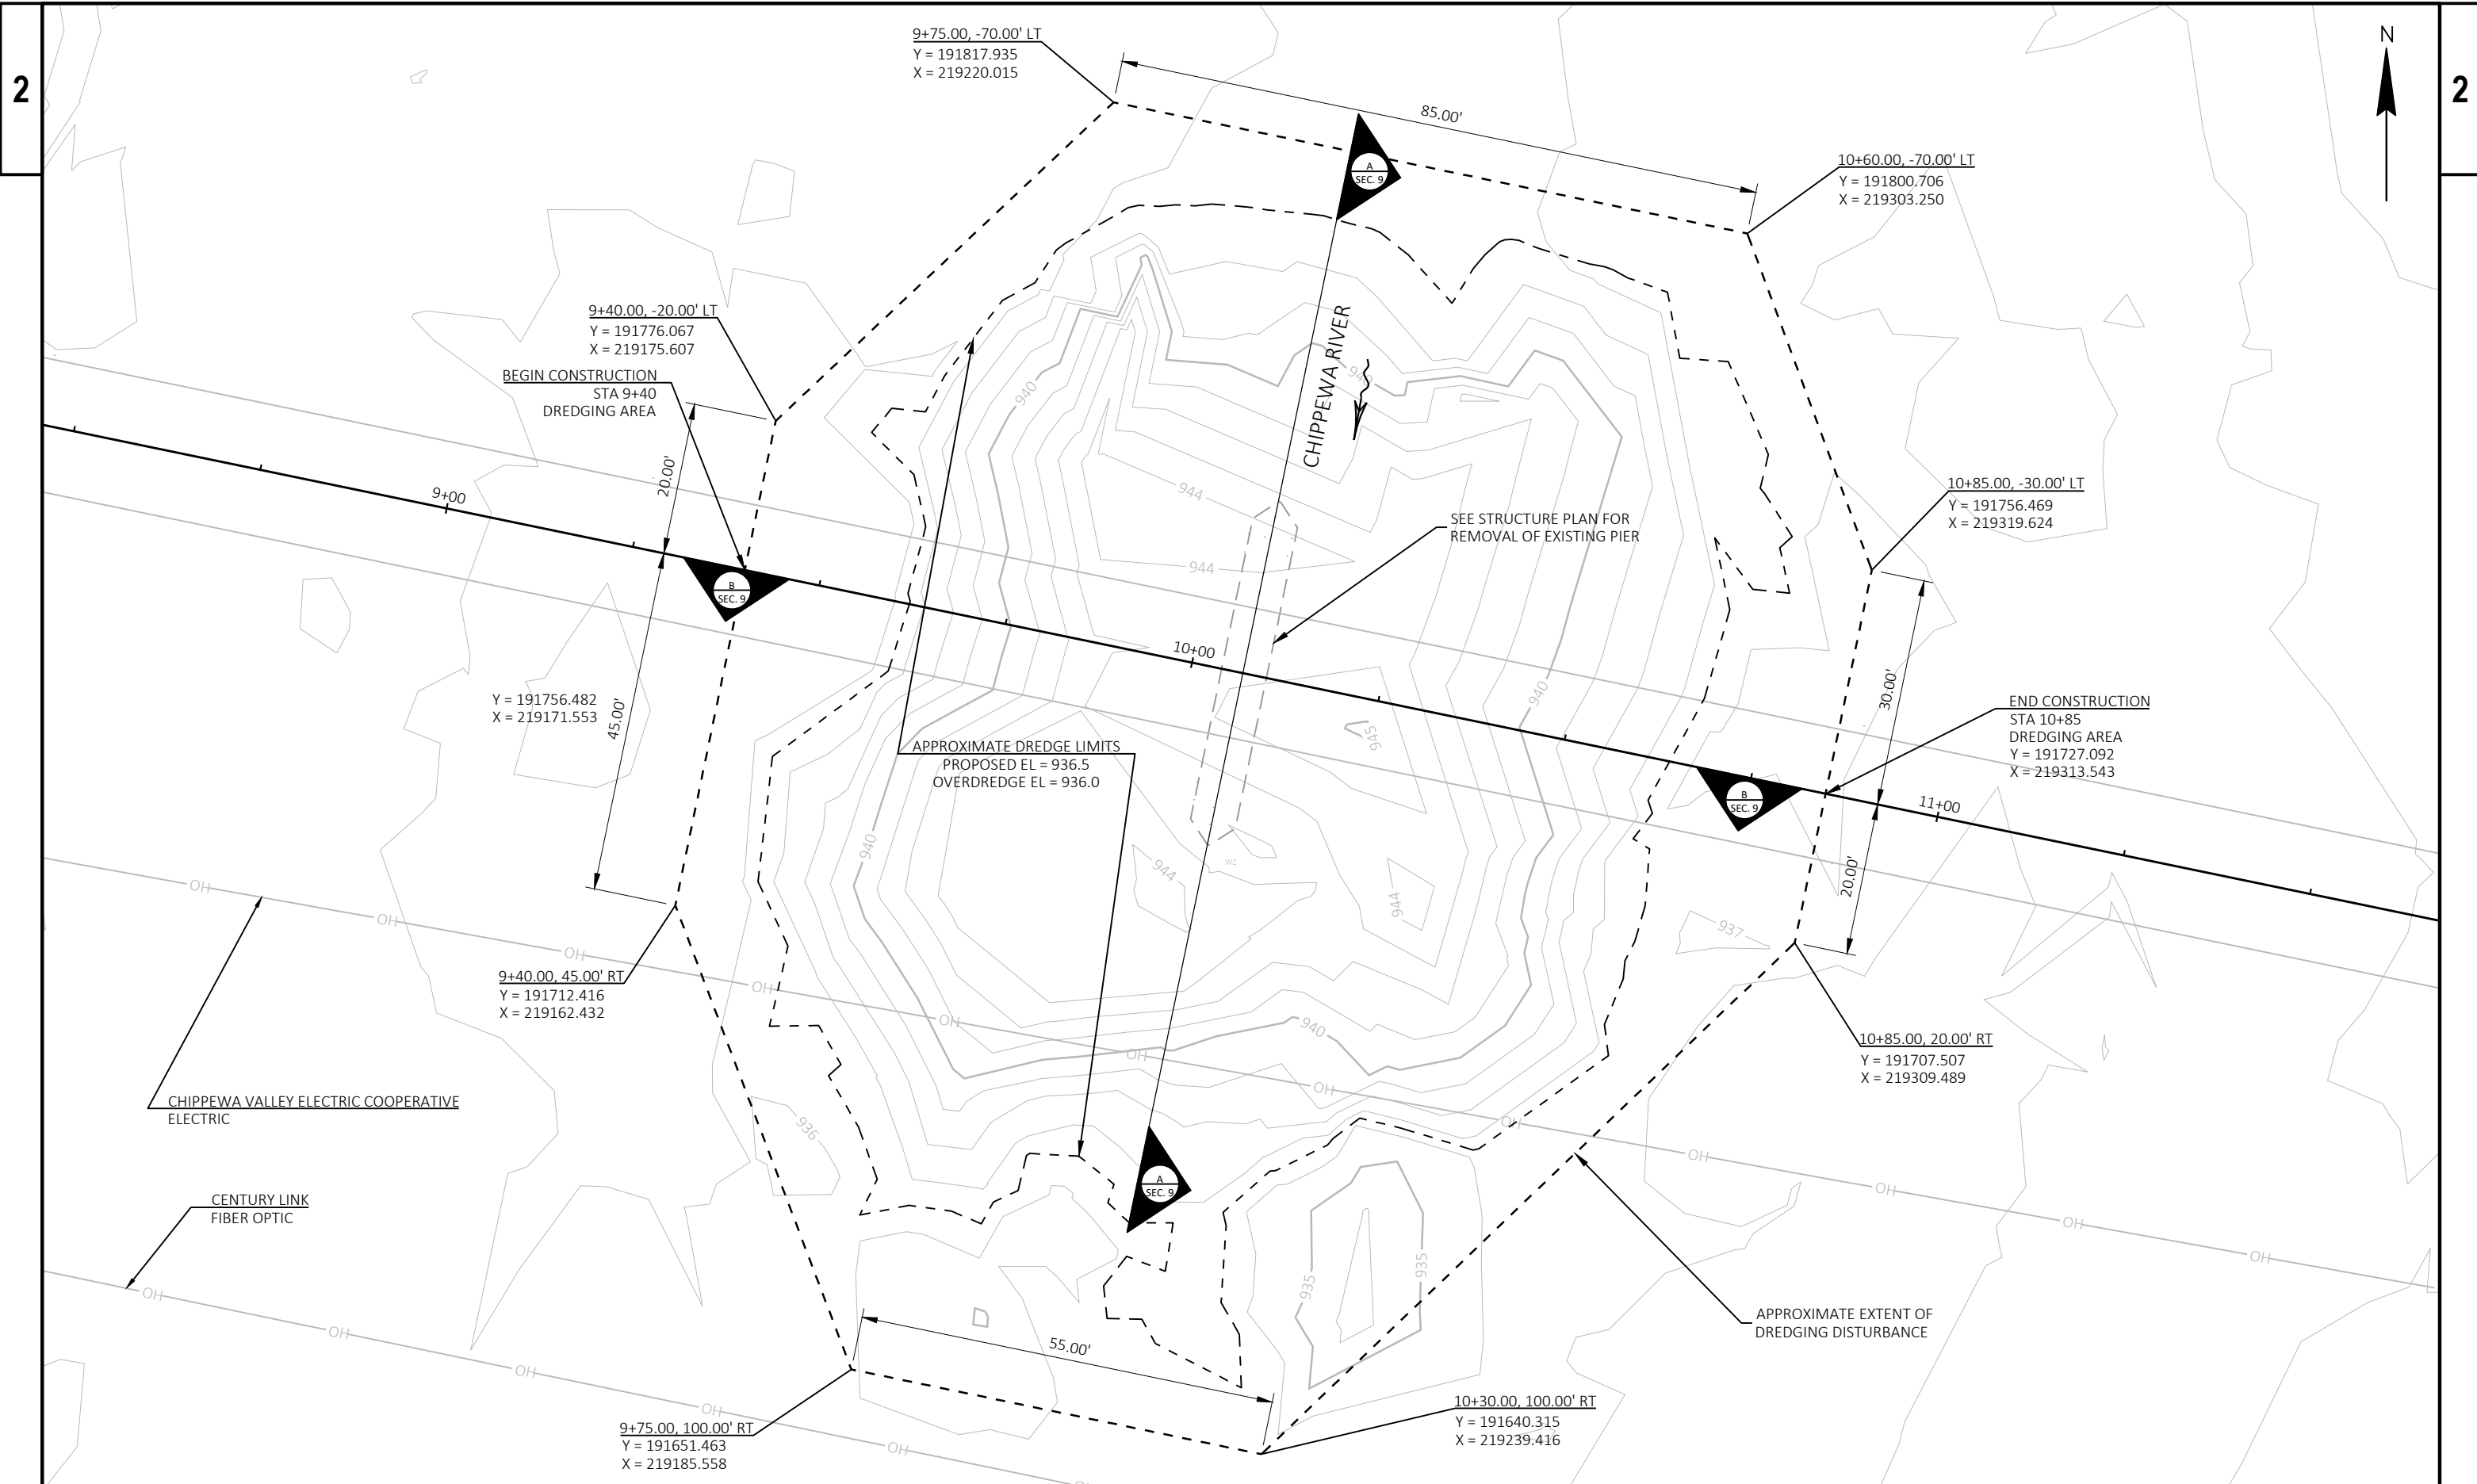 2
2
N
9+75.00, -70.00' LT
Y = 191817.935
X = 219220.015
85.00'
A
SEC. 9
10+60.00, -70.00' LT
Y = 191800.706
X = 219303.250
9+40.00, -20.00' LT
Y = 191776.067
X = 219175.607
BEGIN CONSTRUCTION
STA 9+40
DREDGING AREA
20.00'
940
940
CHIPPEWA RIVER
9+00
944
10+85.00, -30.00' LT
Y = 191756.469
X = 219319.624
SEE STRUCTURE PLAN FOR
REMOVAL OF EXISTING PIER
944
B
SEC. 9
10+00
Y = 191756.482
X = 219171.553
45.00'
940
30.00'
END CONSTRUCTION
STA 10+85
DREDGING AREA
Y = 191727.092
X = 219313.543
945
APPROXIMATE DREDGE LIMITS
PROPOSED EL = 936.5
OVERDREDGE EL = 936.0
B
SEC. 9
11+00
940
WZ
944
944
20.00'
937
OH
OH
OH
OH
OH
OH
OH
OH
OH
OH
OH
OH
9+40.00, 45.00' RT
Y = 191712.416
X = 219162.432
940
10+85.00, 20.00' RT
Y = 191707.507
X = 219309.489
CHIPPEWA VALLEY ELECTRIC COOPERATIVE
ELECTRIC
936
A
SEC. 9
CENTURY LINK
FIBER OPTIC
935
935
OH
OH
OH
OH
OH
OH
55.00'
APPROXIMATE EXTENT OF
DREDGING DISTURBANCE
9+75.00, 100.00' RT
Y = 191651.463
X = 219185.558
10+30.00, 100.00' RT
Y = 191640.315
X = 219239.416